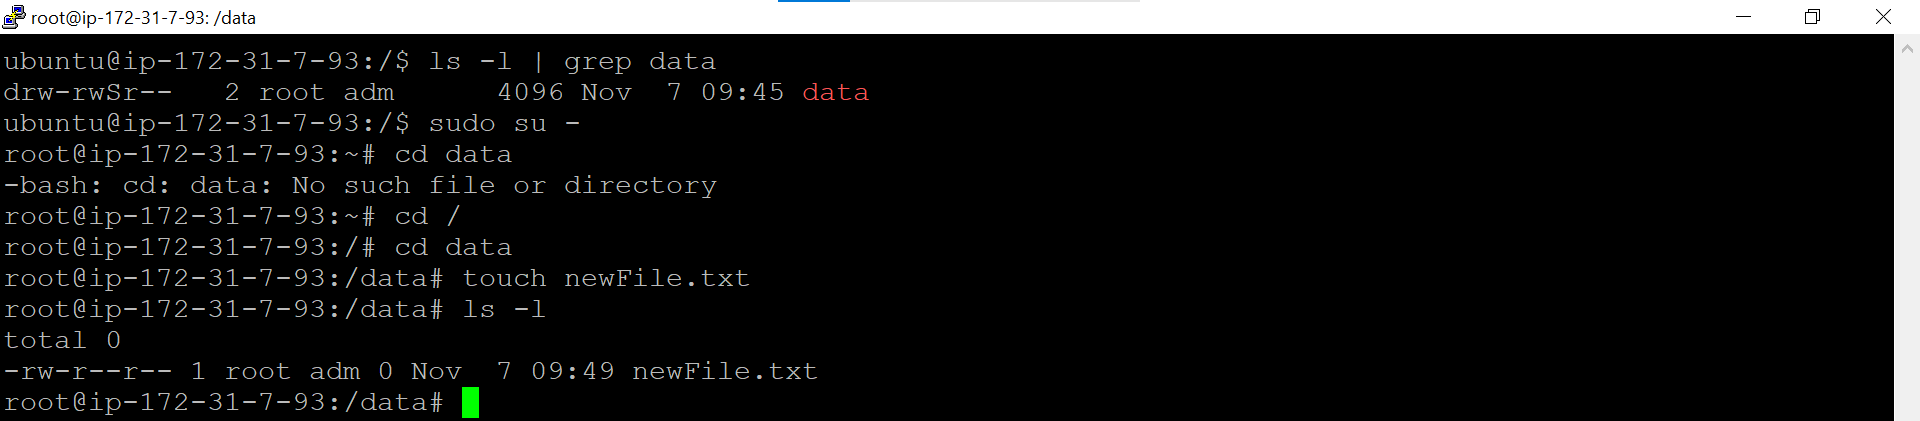 root@ip-172-31-7-93: /data
ubuntu@ip-172-31-7-93:/$ ls -l | grep data
drw-rwSr--   2 root adm      4096 Nov  7 09:45 data
ubuntu@ip-172-31-7-93:/$ sudo su -
root@ip-172-31-7-93:~# cd data
-bash: cd: data: No such file or directory
root@ip-172-31-7-93:~# cd /
root@ip-172-31-7-93:/# cd data
root@ip-172-31-7-93:/data# touch newFile.txt
root@ip-172-31-7-93:/data# ls -l
total 0
-rw-r--r-- 1 root adm 0 Nov  7 09:49 newFile.txt
root@ip-172-31-7-93:/data#